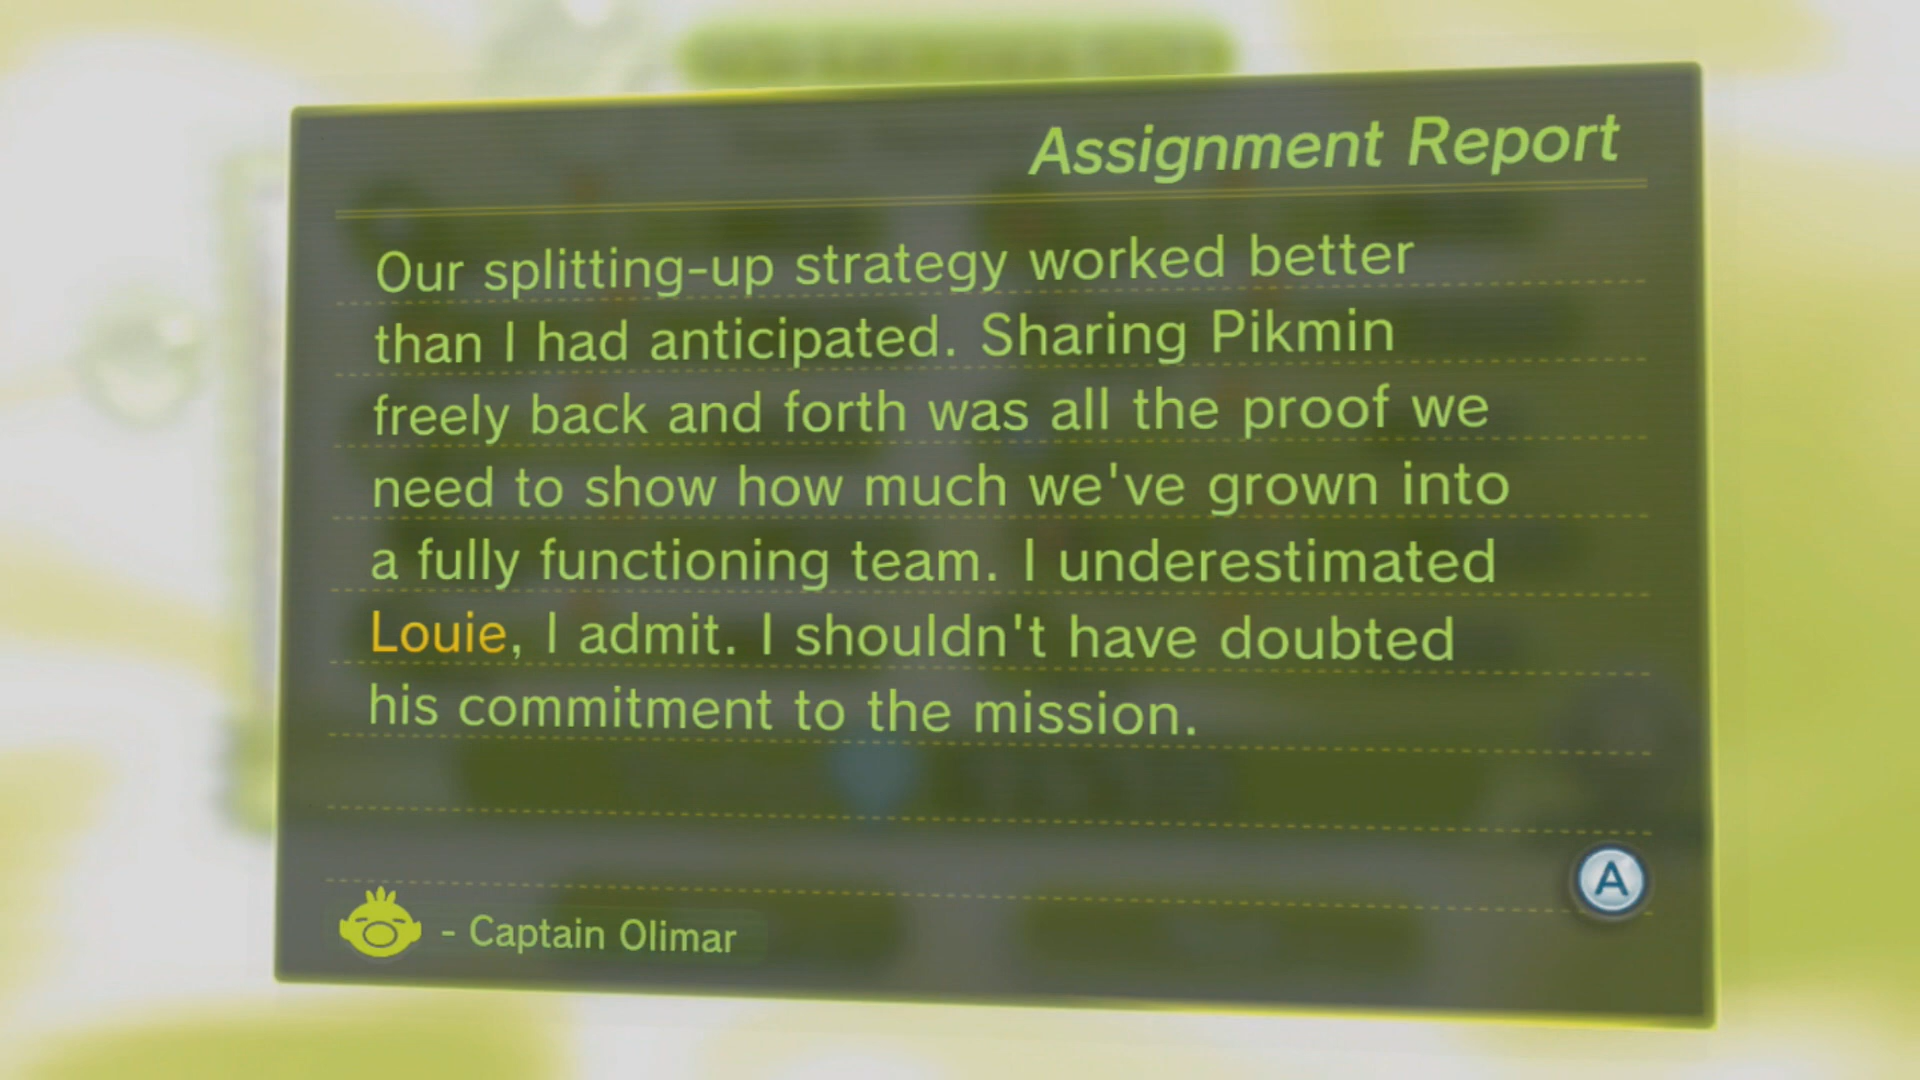 Assignment Report
Our splitting-up strategy worked better
than I had anticipated. Sharing Pikmin
freely back and forth was all the proof we
need to show how much we've grown into
a fully functioning team. I underestimated
Louie, I admit. I shouldn't have doubted
his commitment to the mission.
A
- Captain Olimar